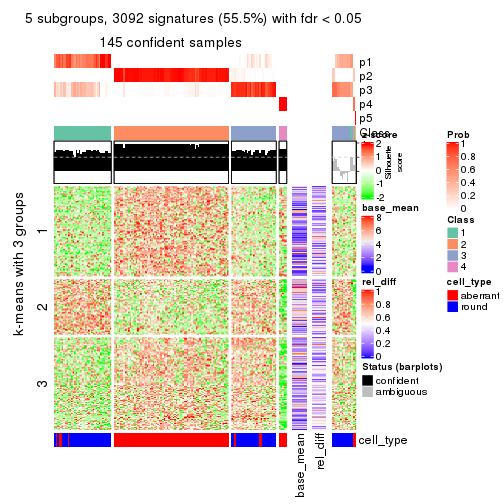 5 subgroups, 3092 signatures (55.5%) with fdr < 0.05
145 confident samples
p1
p2
p3
p4
p5
Class
z-score
2
1
0
-1
-2
Silhouette
score
Prob
1
0.8
0.6
0.4
0.2
0
base_mean
8
6
4
2
0
Class
1
2
3
4
rel_diff
1
0.8
0.6
0.4
0.2
0
cell_type
aberrant
round
Status (barplots)
confident
ambiguous
k-means with 3 groups
1
2
3
cell_type
base_mean
rel_diff